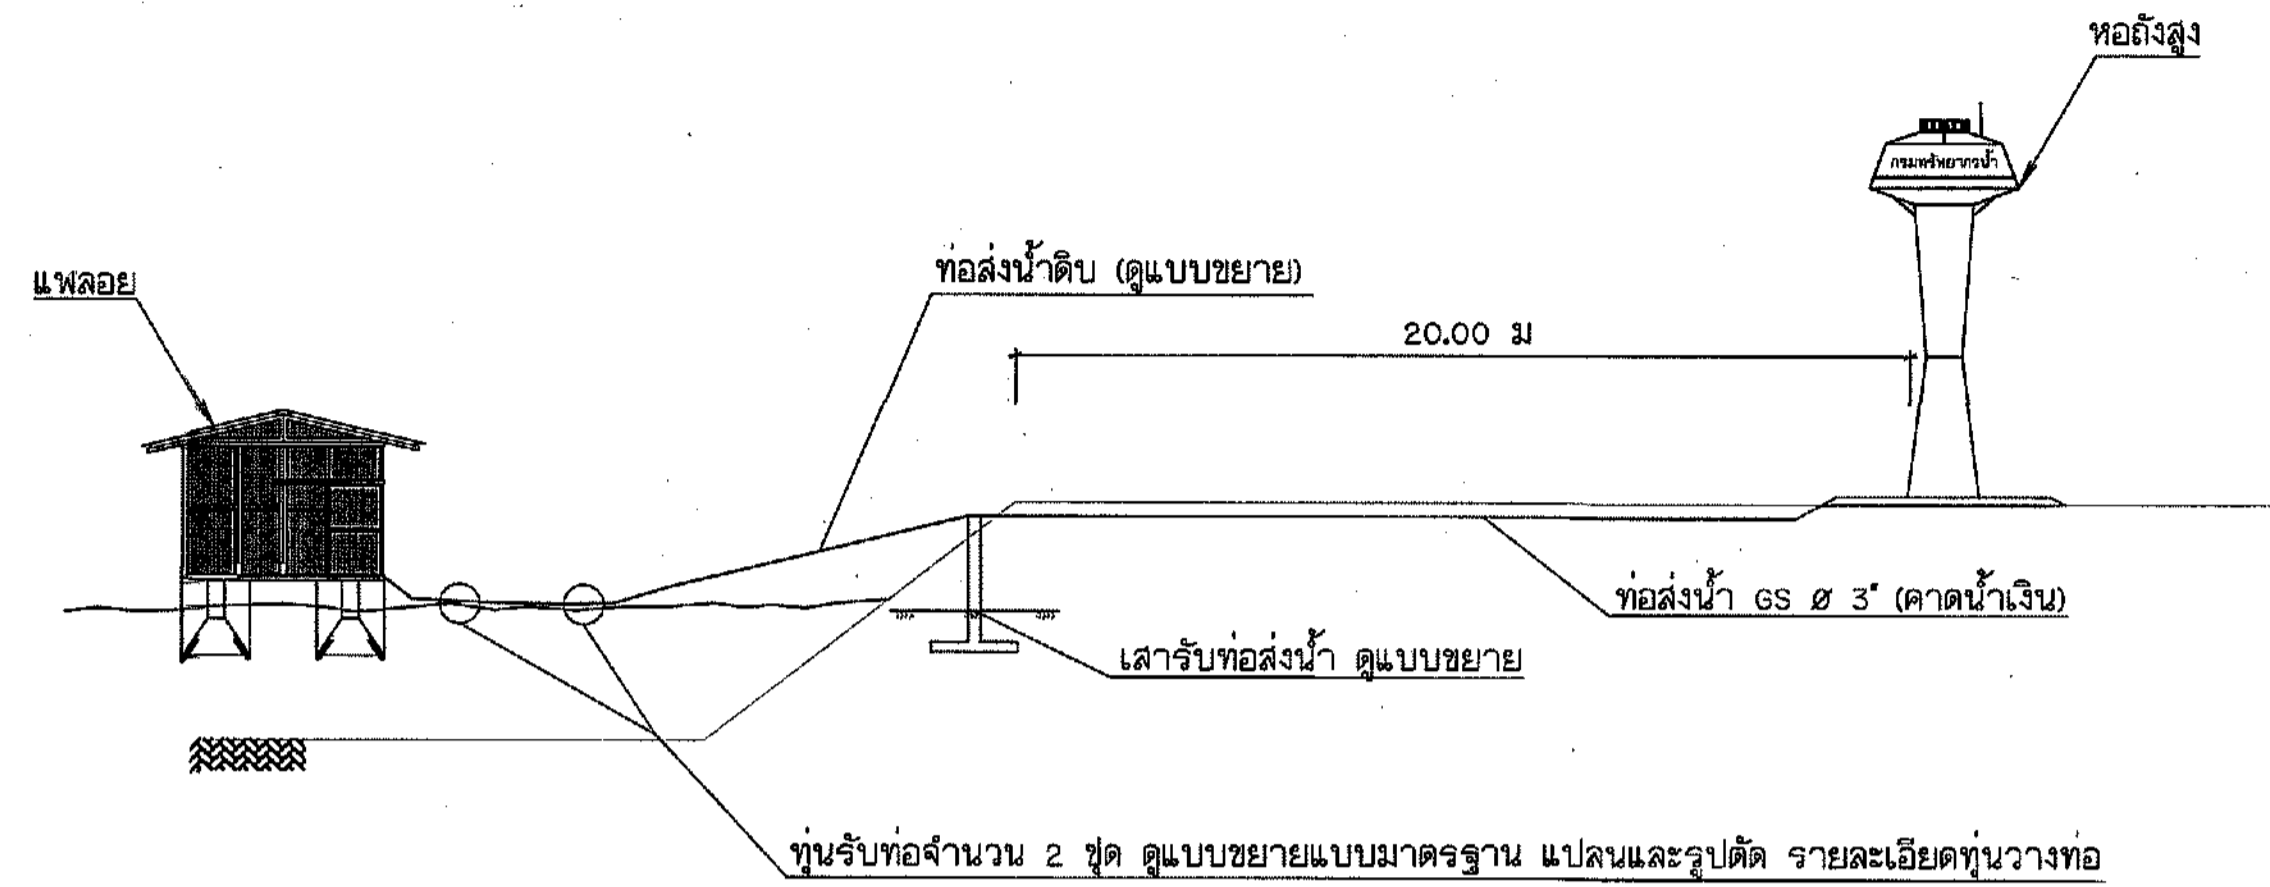 หอถังสูง
กรมทรัพยากรน้ำ
ท่อส่งน้ำดิบ (ดูแบบขยาย)
แพลอย
20.00 ม
ท่อส่งน้ำ GS Ø 3" (คาดน้ำเงิน)
เสารับท่อส่งน้ำ ดูแบบขยาย
ทุ่นรับท่อจำนวน 2 ชุด ดูแบบขยายแบบมาตรฐาน แปลนและรูปตัด รายละเอียดทุ่นวางท่อ